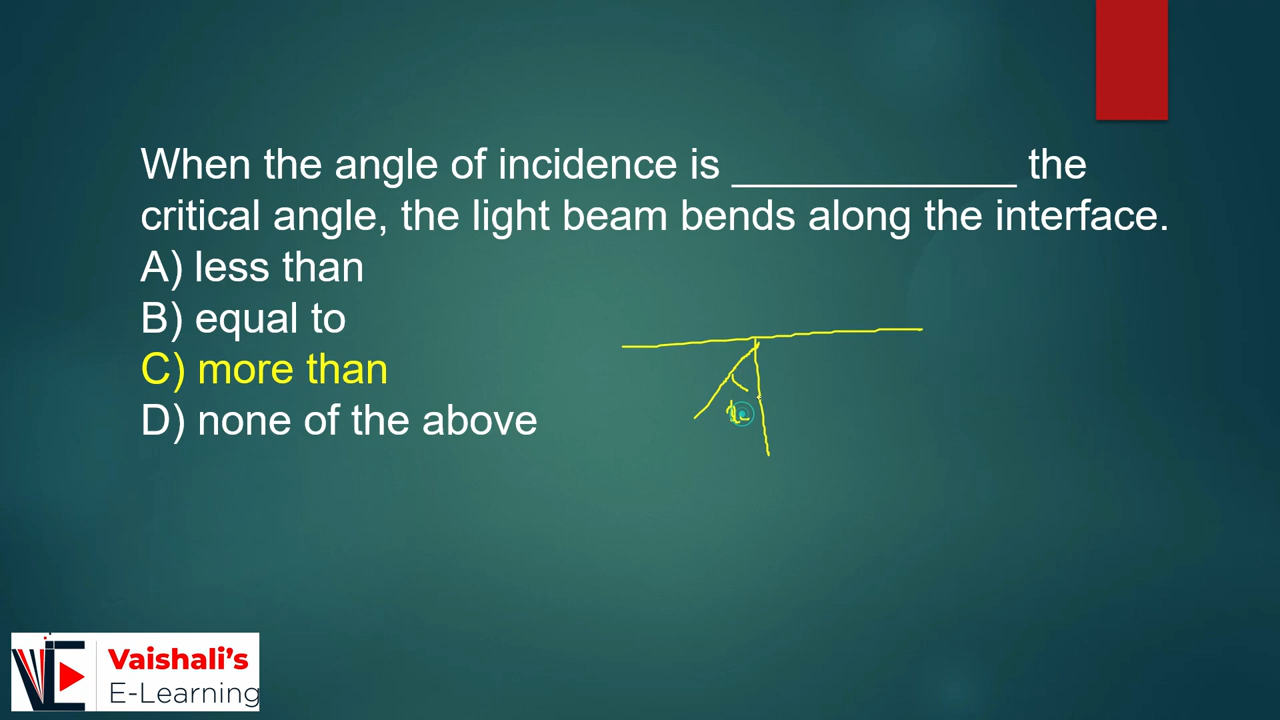 When the angle of incidence is ____________ the
critical angle, the light beam bends along the interface.
A) less than
B) equal to
C) more than
D) none of the above
Vaishali's
E-Learning